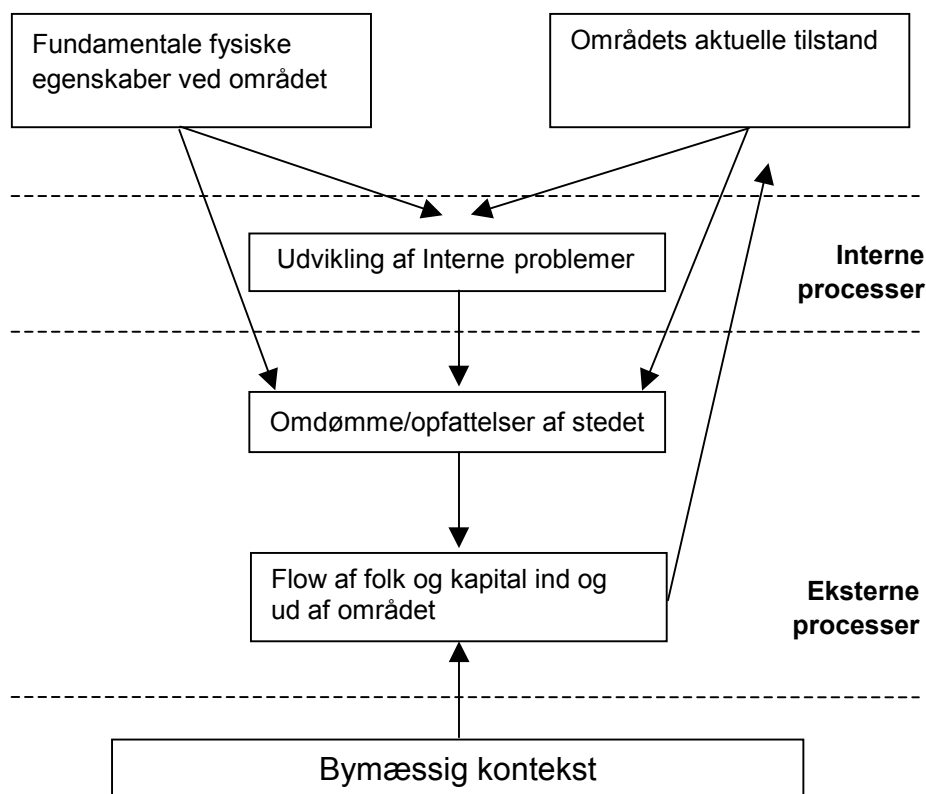 Fundamentale fysiske
egenskaber ved området
Områdets aktuelle tilstand
Udvikling af Interne problemer
Interne
processer
Omdømme/opfattelser af stedet
Flow af folk og kapital ind og
ud af området
Eksterne
processer
Bymæssig kontekst